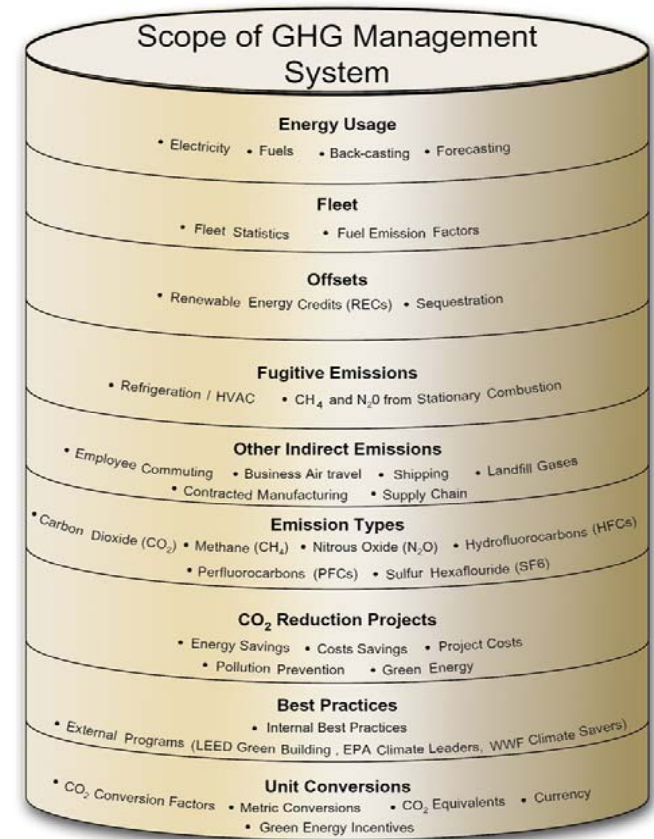 Scope of GHG Management
System
Energy Usage
• Electricity • Fuels • Back-casting • Forecasting
Fleet
• Fleet Statistics • Fuel Emission Factors
Offsets
• Renewable Energy Credits (RECs) • Sequestration
Fugitive Emissions
• Refrigeration / HVAC • CH₄ and N₂0 from Stationary Combustion
Other Indirect Emissions
• Employee Commuting • Business Air travel • Shipping • Landfill Gases
• Contracted Manufacturing • Supply Chain
Emission Types
• Carbon Dioxide (CO₂) • Methane (CH₄) • Nitrous Oxide (N₂O) • Hydrofluorocarbons (HFCs)
• Perfluorocarbons (PFCs) • Sulfur Hexaflouride (SF6)
CO₂ Reduction Projects
• Energy Savings • Costs Savings • Project Costs
• Pollution Prevention • Green Energy
Best Practices
• Internal Best Practices
• External Programs (LEED Green Building , EPA Climate Leaders, WWF Climate Savers)
Unit Conversions
• CO₂ Conversion Factors • Metric Conversions • CO₂ Equivalents • Currency
• Green Energy Incentives